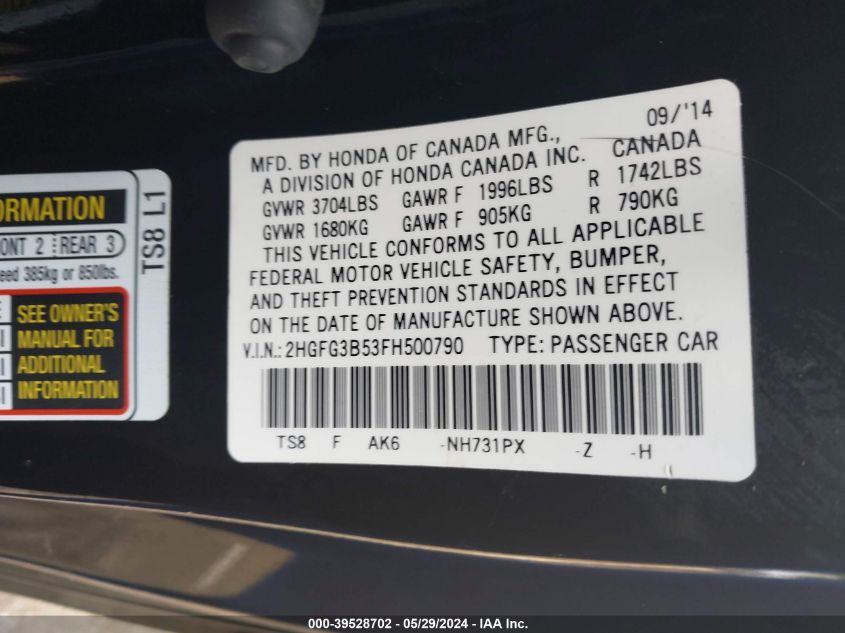 09/'14
MFD. BY HONDA OF CANADA MFG., CANADA
A DIVISION OF HONDA CANADA INC.
GVWR 3704LBS GAWR F 1996LBS R 1742LBS
GVWR 1680KG GAWR F 905KG R 790KG
THIS VEHICLE CONFORMS TO ALL APPLICABLE
FEDERAL MOTOR VEHICLE SAFETY, BUMPER,
AND THEFT PREVENTION STANDARDS IN EFFECT
ON THE DATE OF MANUFACTURE SHOWN ABOVE.
V.I.N.: 2HGFG3B53FH500790 TYPE: PASSENGER CAR
TS8 F AK6 -NH731PX -Z -H
ORMATION
ONT 2 REAR 3
eed 385kg or 850lbs.
SEE OWNER'S
MANUAL FOR
ADDITIONAL
INFORMATION
TS8 L1
000-39528702 - 05/29/2024 - IAA Inc.